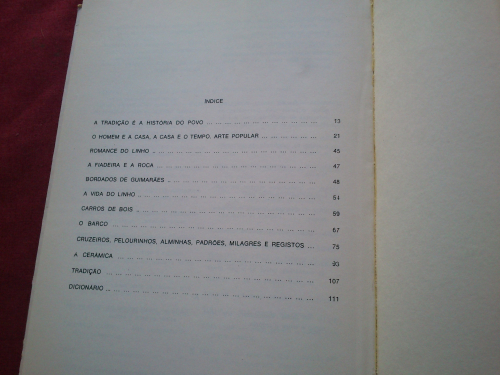 ÍNDICE
A TRADIÇÃO E A HISTÓRIA DO POVO ... ... ... ... ... ... ... ... ... 13
O HOMEM E A CASA, A CASA E O TEMPO. ARTE POPULAR ... ... ... ... ... 21
ROMANCE DO LINHO ... ... ... ... ... ... ... ... ... ... ... ... 45
A FIADEIRA E A ROCA ... ... ... ... ... ... ... ... ... ... ... 47
BORDADOS DE GUIMARÃES ... ... ... ... ... ... ... ... ... ... ... 48
A VIDA DO LINHO ... ... ... ... ... ... ... ... ... ... ... ... 51
CARROS DE BOIS ... ... ... ... ... ... ... ... ... ... ... ... 59
O BARCO ... ... ... ... ... ... ... ... ... ... ... ... ... 67
CRUZEIROS, PELOURINHOS, ALMINHAS, PADRÕES, MILAGRES E REGISTOS ... 75
A CERÂMICA ... ... ... ... ... ... ... ... ... ... ... ... ... 93
TRADIÇÃO ... ... ... ... ... ... ... ... ... ... ... ... ... 107
DICIONÁRIO ... ... ... ... ... ... ... ... ... ... ... ... ... 111